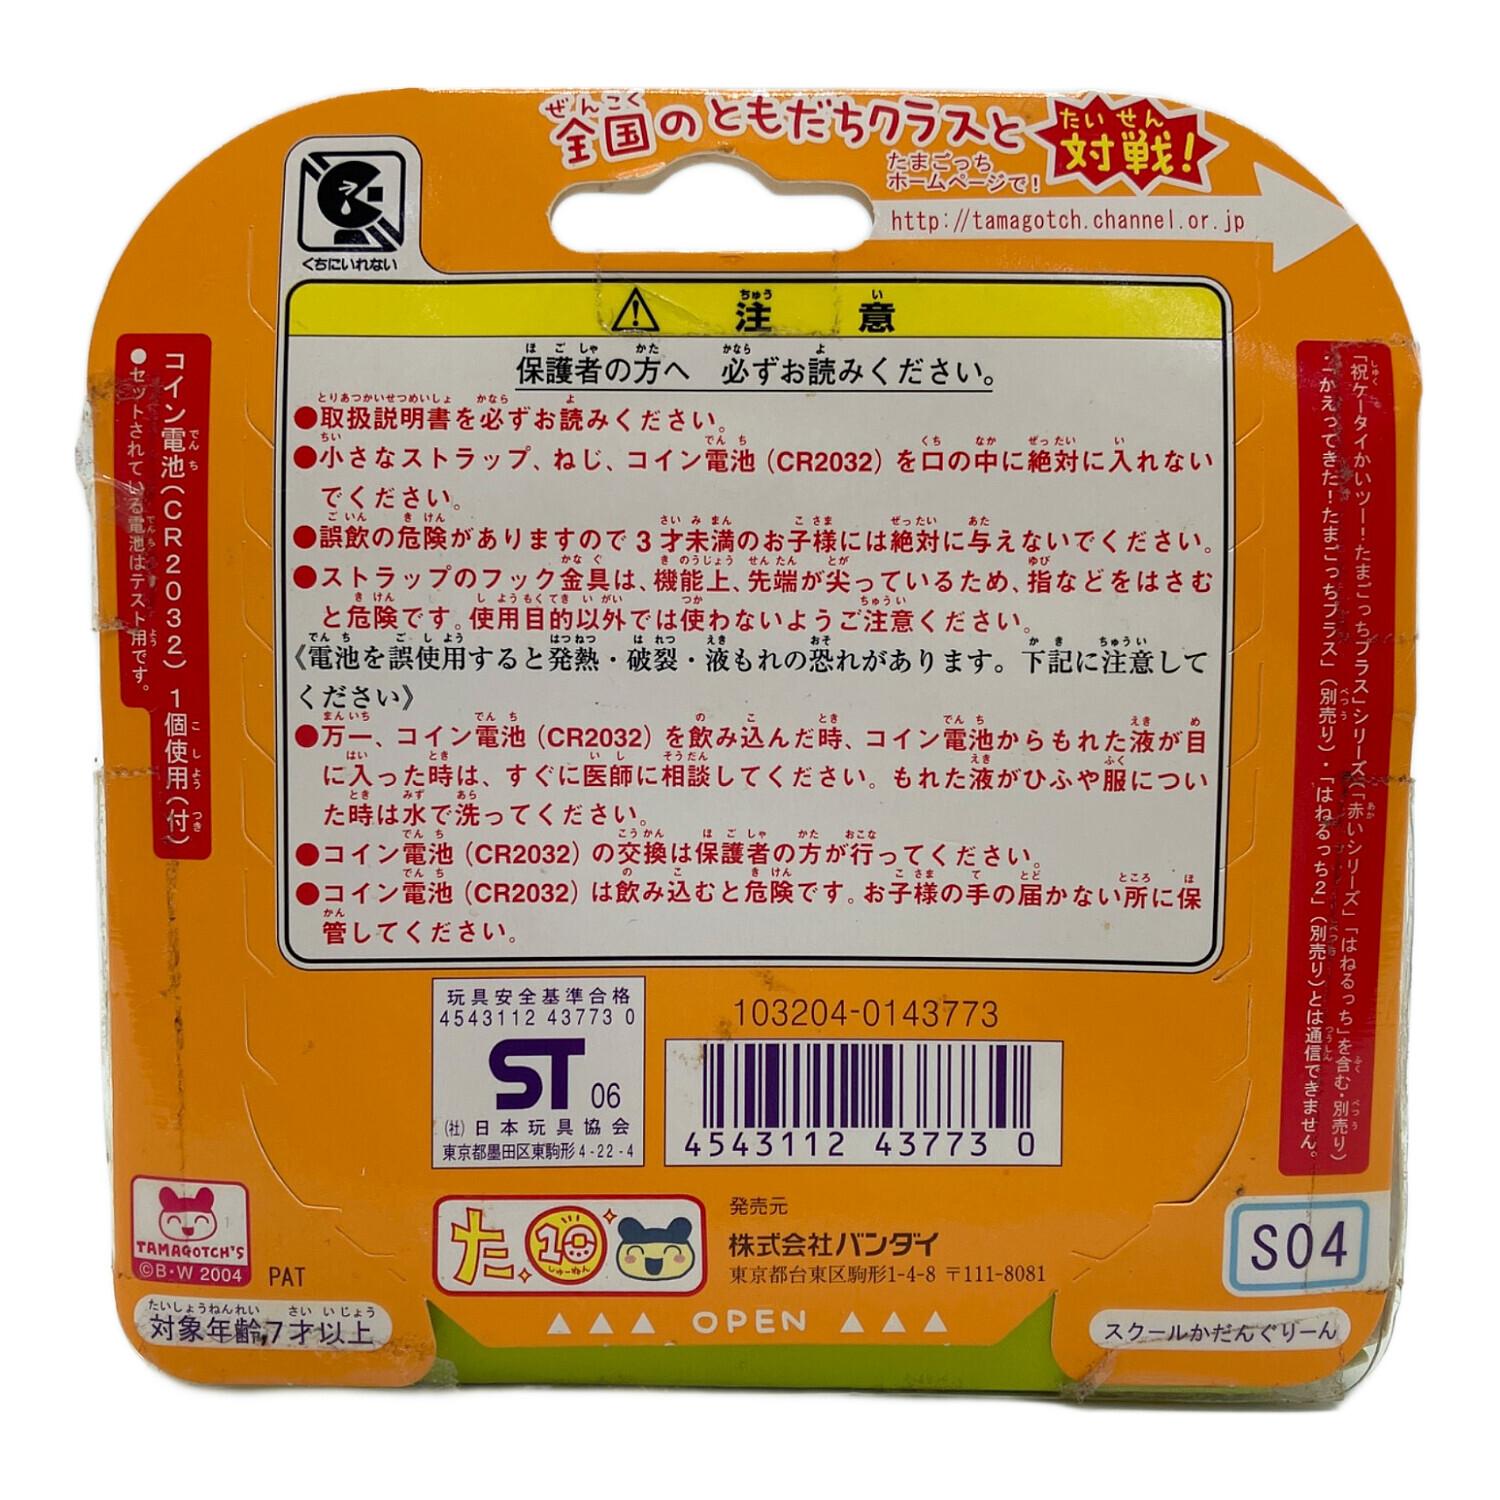 全国のともだちクラスと対戦!
たまごっち
ホームページで!
http://tamagotch.channel.or.jp
くちにいれない
注意
保護者の方へ 必ずお読みください。
●取扱説明書を必ずお読みください。
●小さなストラップ、ねじ、コイン電池(CR2032)を口の中に絶対に入れない
でください。
●誤飲の危険がありますので3才未満のお子様には絶対に与えないでください。
●ストラップのフック金具は、機能上、先端が尖っているため、指などをはさむ
と危険です。使用目的以外では使わないようご注意ください。
《電池を誤使用すると発熱・破裂・液もれの恐れがあります。下記に注意して
ください》
●万一、コイン電池(CR2032)を飲み込んだ時、コイン電池からもれた液が目
に入った時は、すぐに医師に相談してください。もれた液がひふや服につい
た時は水で洗ってください。
●コイン電池(CR2032)の交換は保護者の方が行ってください。
●コイン電池(CR2032)は飲み込むと危険です。お子様の手の届かない所に保
管してください。
コイン電池(CR2032)1個使用(付)
●セットされている電池はテスト用です。
「祝ケータイかいツー!たまごっちプラス」シリーズ(「赤いシリーズ」「はねるっち」を含む・別売り)
・「かえってきた!たまごっちプラス」(別売り)・「はねるっち2」(別売り)とは通信できません。
玩具安全基準合格
4543112 43773 0
ST 06
(社)日本玩具協会
東京都墨田区東駒形4-22-4
103204-0143773
4543112 43773 0
TAMAGOTCH'S
©B・W 2004 PAT
た 10 しゅーねん
発売元
株式会社バンダイ
東京都台東区駒形1-4-8 〒111-8081
S04
対象年齢7才以上
▲▲▲ OPEN ▲▲▲
スクールかだんぐりーん